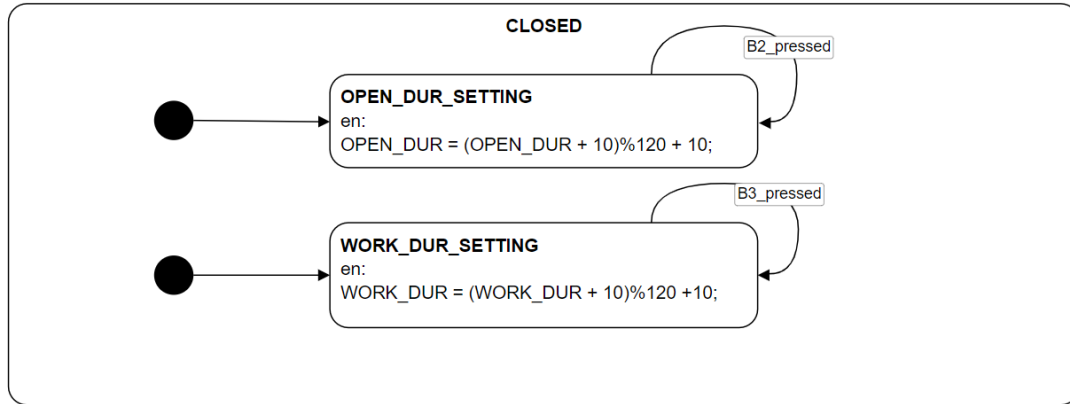 CLOSED
B2_pressed
OPEN_DUR_SETTING
en:
OPEN_DUR = (OPEN_DUR + 10)%120 + 10;
B3_pressed
WORK_DUR_SETTING
en:
WORK_DUR = (WORK_DUR + 10)%120 +10;